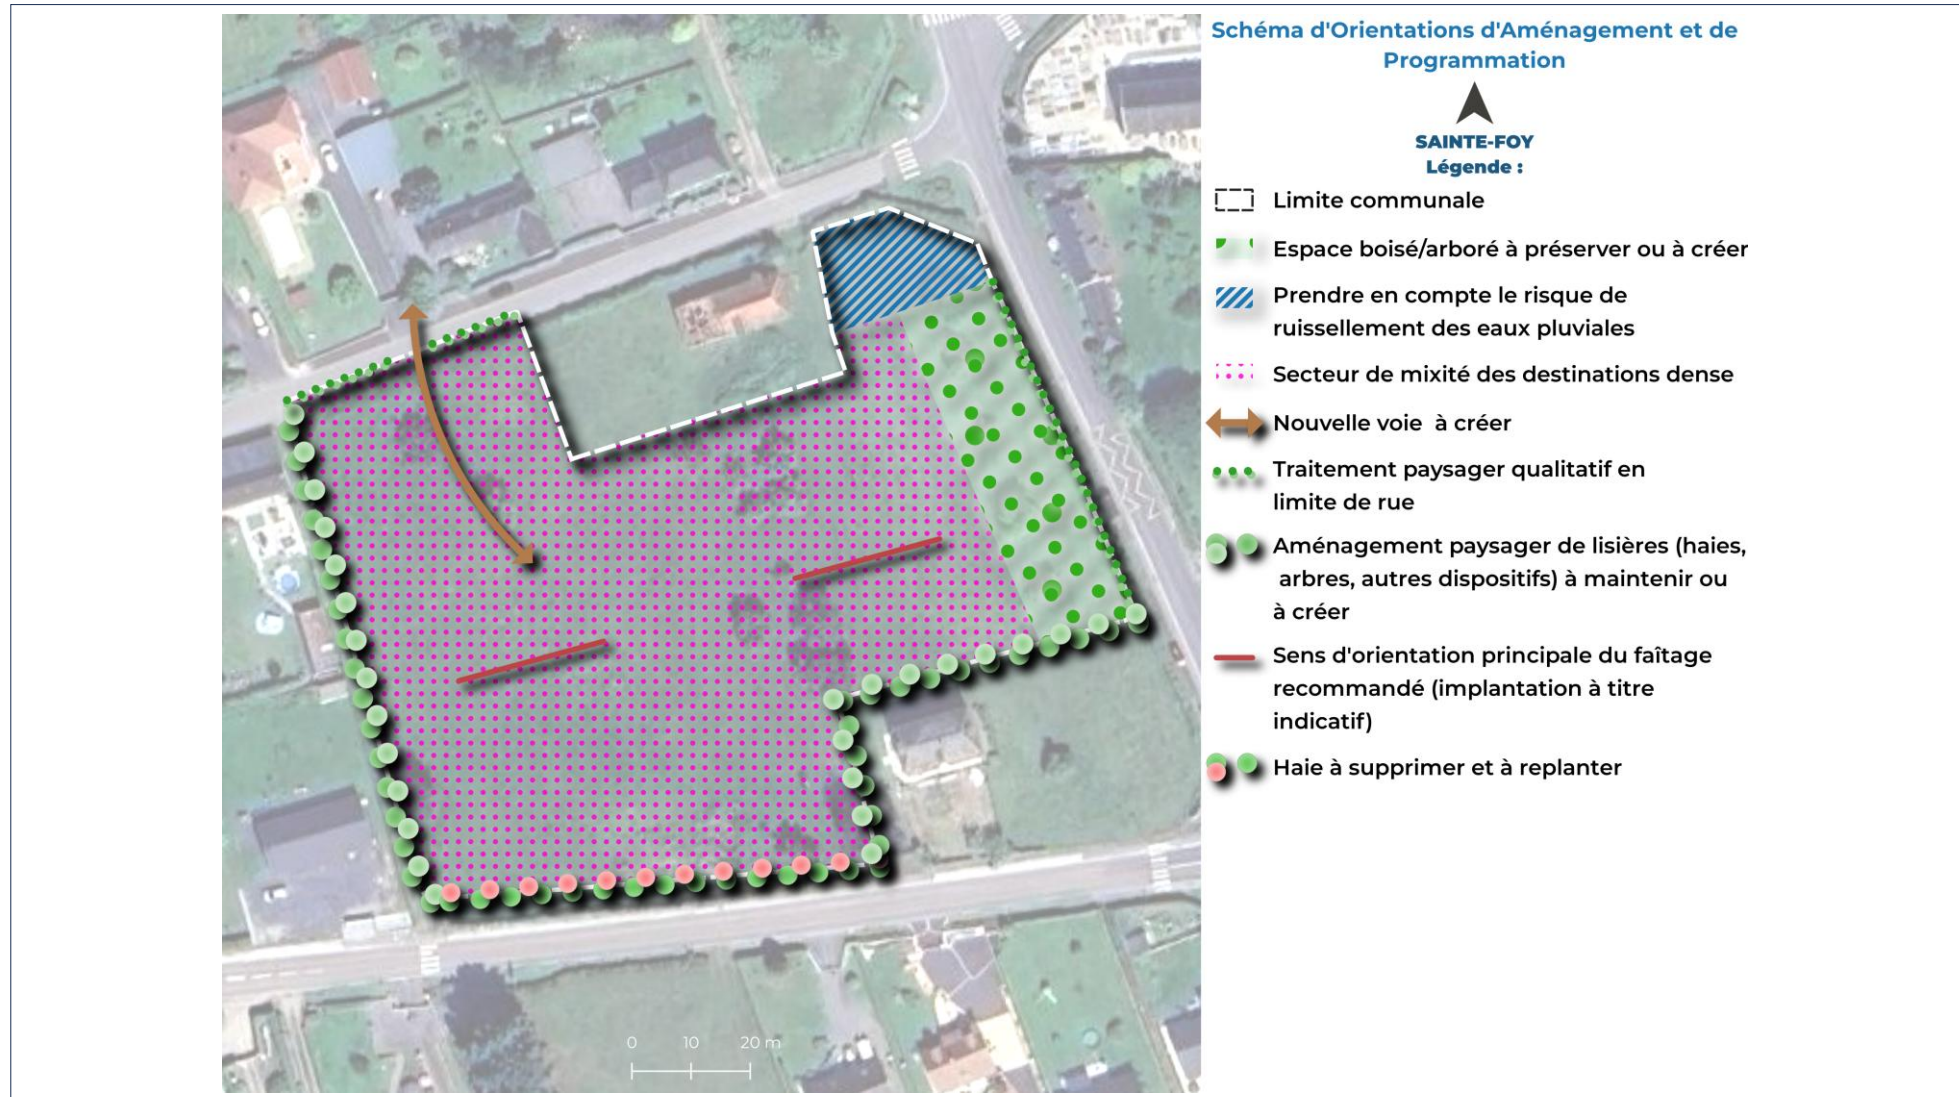 Schéma d'Orientations d'Aménagement et de
Programmation
SAINTE-FOY
Légende :
Limite communale
Espace boisé/arboré à préserver ou à créer
Prendre en compte le risque de
ruissellement des eaux pluviales
Secteur de mixité des destinations dense
Nouvelle voie à créer
Traitement paysager qualitatif en
limite de rue
Aménagement paysager de lisières (haies,
arbres, autres dispositifs) à maintenir ou
à créer
Sens d'orientation principale du faîtage
recommandé (implantation à titre
indicatif)
Haie à supprimer et à replanter
0 10 20 m